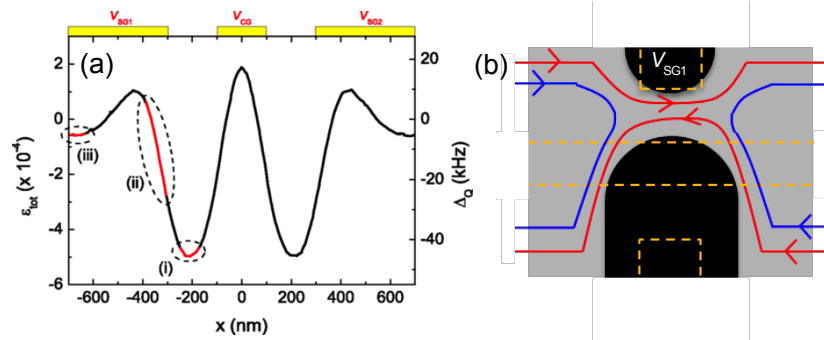 V_SG1 V_CG V_SG2
(a)
ε_tot (x 10⁻⁴)
2
0
-2
-4
-6
(iii)
(ii)
(i)
20
0
-20
-40
Δ_Q (kHz)
-600 -400 -200 0 200 400 600
x (nm)
(b)
V_SG1